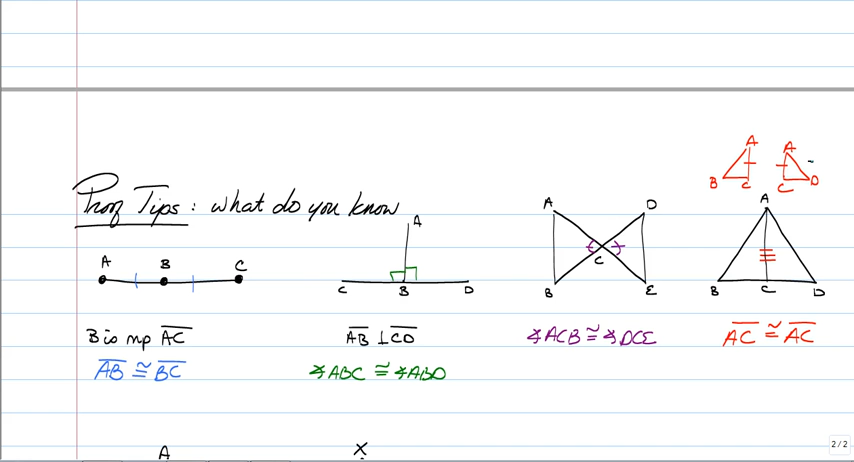 A A
B C C D
Proof Tips: what do you know
A B C
A C B D
A D C B E
A B C D
B is mp AC
AB ⊥ CD
∢ACB ≅ ∢DCE
AC ≅ AC
AB ≅ BC
∢ABC ≅ ∢ABD
2/2
A X